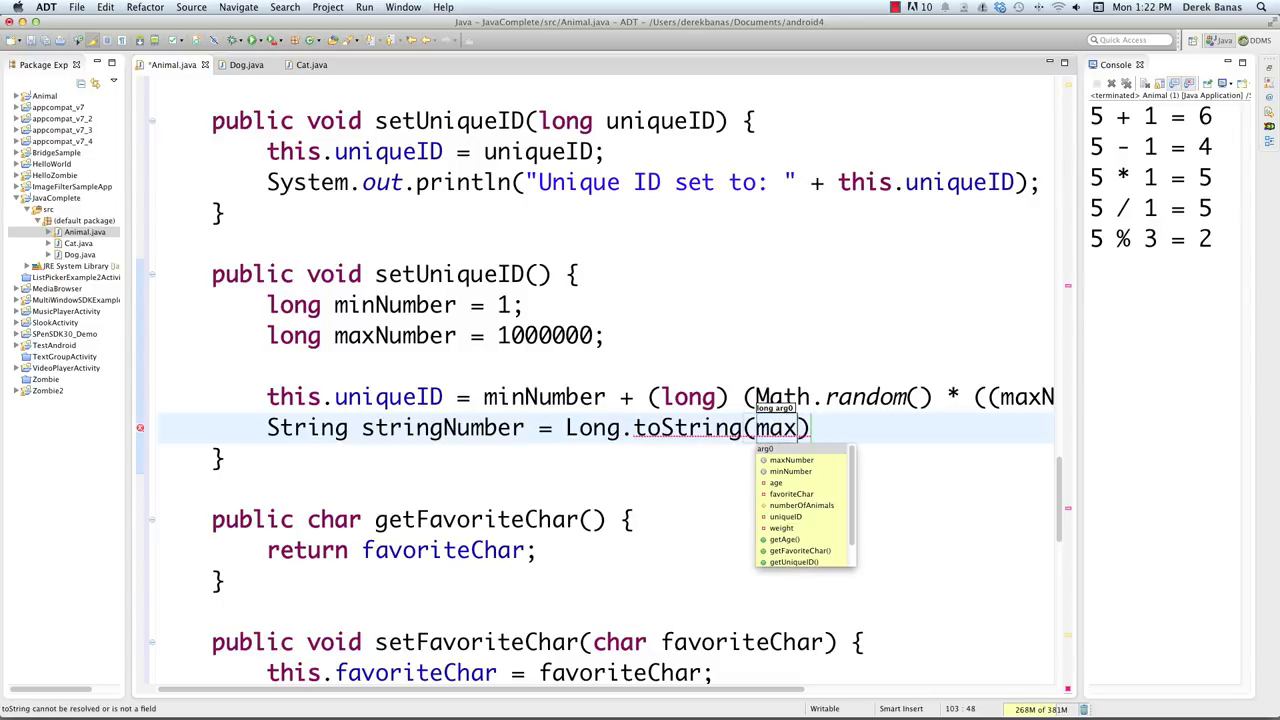 ADT File Edit Refactor Source Navigate Search Project Run Window Help 10 Mon 1:22 PM Derek Banas
Java – JavaComplete/src/Animal.java – ADT – /Users/derekbanas/Documents/android4
Quick Access Java DDMS
Package Exp
*Animal.java Dog.java Cat.java
Console
<terminated> Animal (1) [Java Application] /S
Animal
appcompat_v7
appcompat_v7_2
appcompat_v7_3
appcompat_v7_4
BridgeSample
HelloWorld
HelloZombie
ImageFilterSampleApp
JavaComplete
src
(default package)
Animal.java
Cat.java
Dog.java
JRE System Library [Ja
ListPickerExample2Activi
MediaBrowser
MultiWindowSDKExample
MusicPlayerActivity
SlookActivity
SPenSDK30_Demo
TestAndroid
TextGroupActivity
VideoPlayerActivity
Zombie
Zombie2
public void setUniqueID(long uniqueID) {
this.uniqueID = uniqueID;
System.out.println("Unique ID set to: " + this.uniqueID);
}
public void setUniqueID() {
long minNumber = 1;
long maxNumber = 1000000;
this.uniqueID = minNumber + (long) (Math.random() * ((maxN
long arg0
String stringNumber = Long.toString(max)
}
arg0
maxNumber
minNumber
age
favoriteChar
numberOfAnimals
uniqueID
weight
getAge()
getFavoriteChar()
getUniqueID()
public char getFavoriteChar() {
return favoriteChar;
}
public void setFavoriteChar(char favoriteChar) {
this.favoriteChar = favoriteChar;
5 + 1 = 6
5 - 1 = 4
5 * 1 = 5
5 / 1 = 5
5 % 3 = 2
toString cannot be resolved or is not a field Writable Smart Insert 103 : 48 268M of 381M